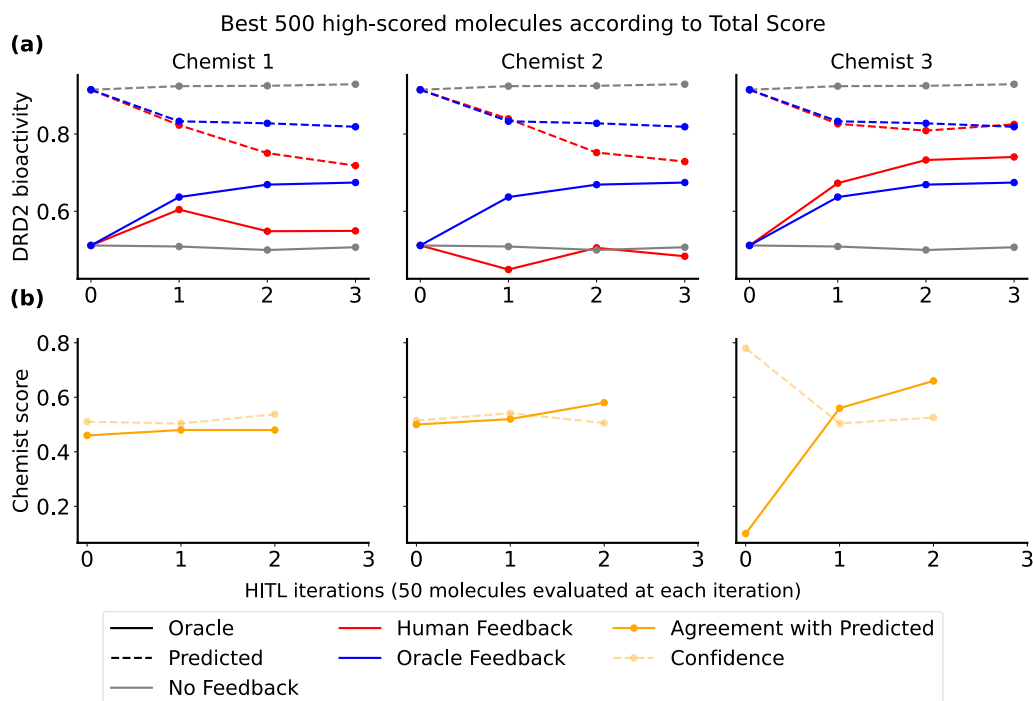 Best 500 high-scored molecules according to Total Score
(a)
Chemist 1
Chemist 2
Chemist 3
DRD2 bioactivity
0.8
0.6
0 1 2 3
0 1 2 3
0 1 2 3
(b)
Chemist score
0.8
0.6
0.4
0.2
0 1 2 3
0 1 2 3
0 1 2 3
HITL iterations (50 molecules evaluated at each iteration)
Oracle
Predicted
No Feedback
Human Feedback
Oracle Feedback
Agreement with Predicted
Confidence